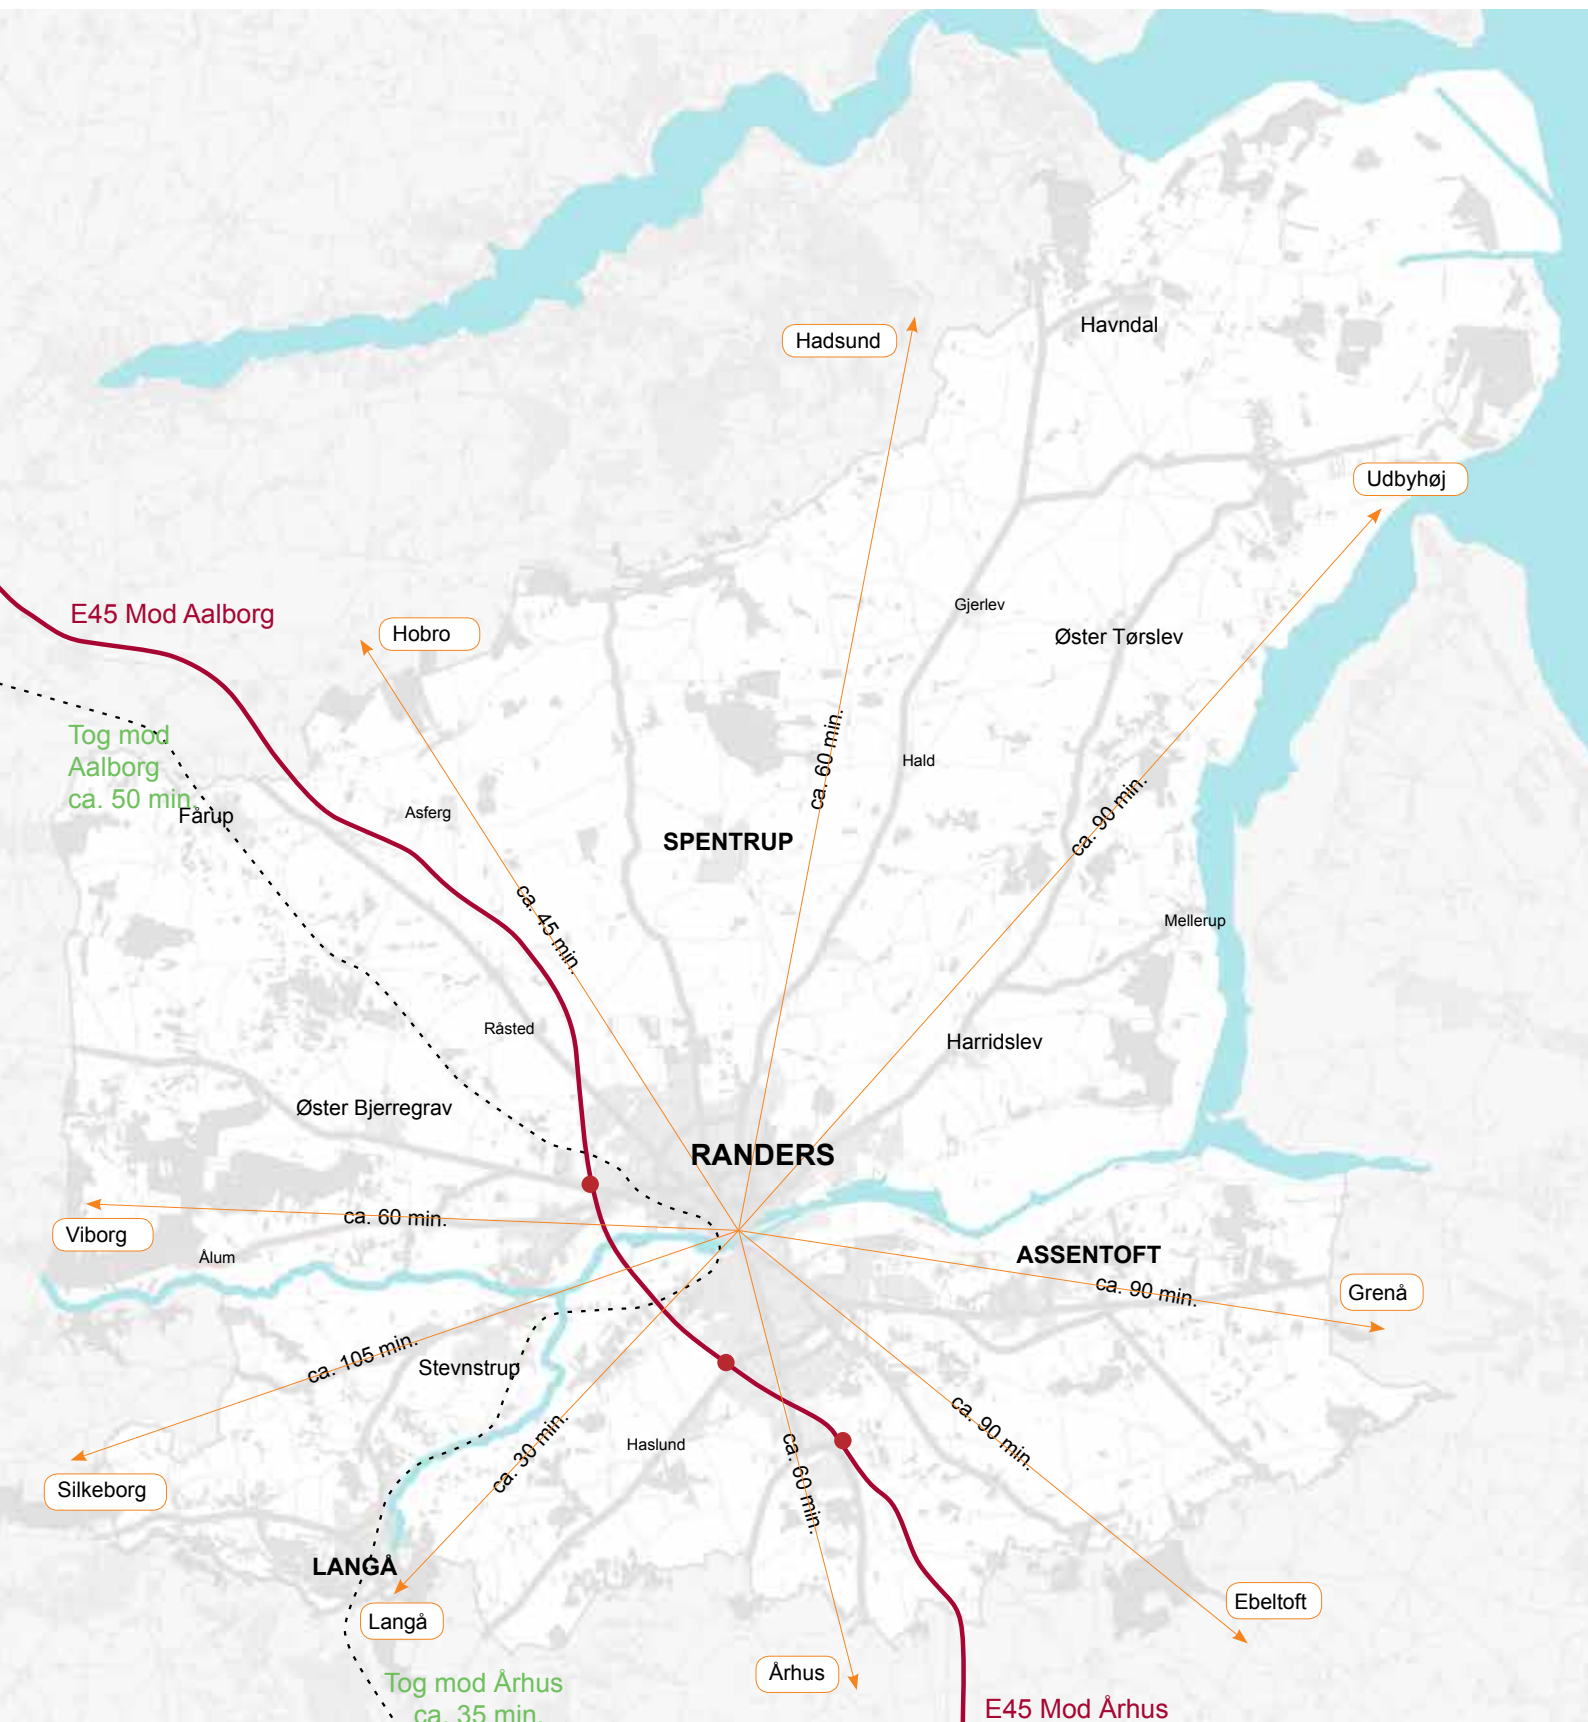 Havndal
Hadsund
Udbyhøj
Gjerlev
E45 Mod Aalborg
Hobro
Øster Tørslev
Tog mod
Aalborg
ca. 50 min.
Fårup
Asferg
ca. 60 min.
Hald
ca. 90 min.
SPENTRUP
ca. 45 min.
Mellerup
Råsted
Harridslev
Øster Bjerregrav
RANDERS
Viborg
ca. 60 min.
Ålum
ASSENTOFT
ca. 90 min.
Grenå
ca. 105 min.
Stevnstrup
ca. 30 min.
Haslund
ca. 60 min.
ca. 90 min.
Silkeborg
LANGÅ
Langå
Ebeltoft
Århus
Tog mod Århus
ca. 35 min.
E45 Mod Århus